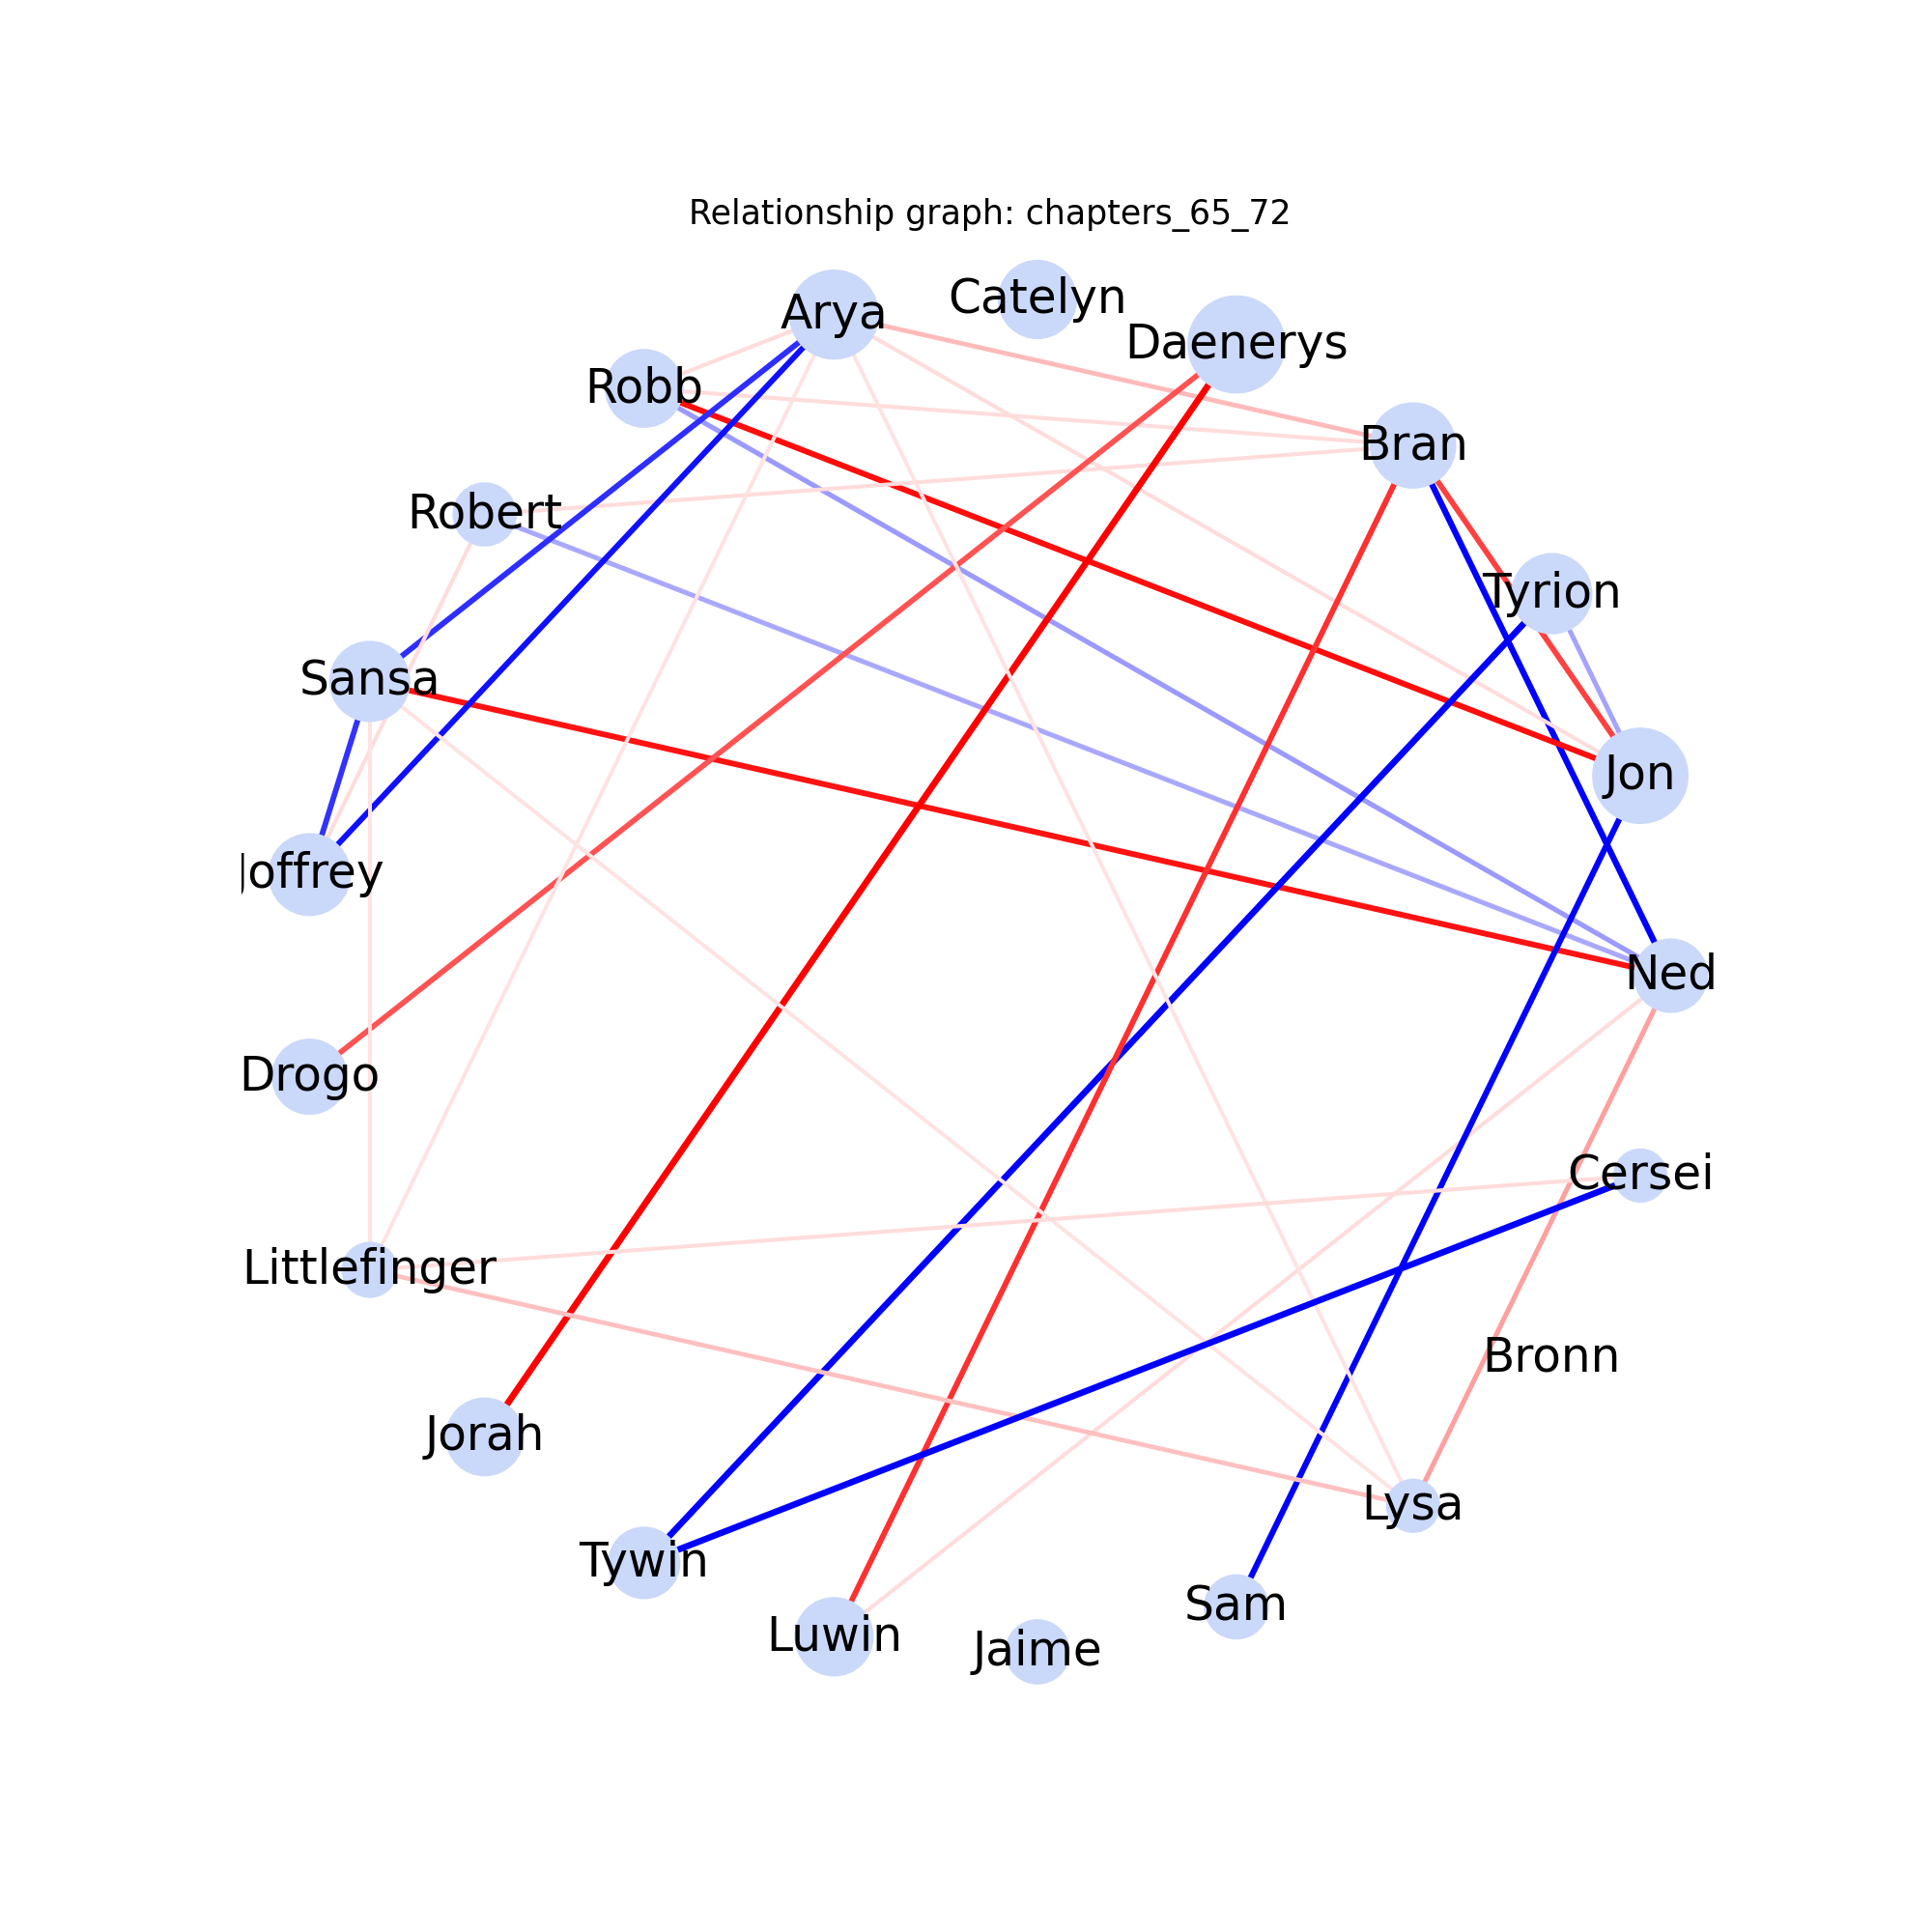 Relationship graph: chapters_65_72
Catelyn
Arya
Daenerys
Robb
Bran
Robert
Tyrion
Sansa
Jon
Joffrey
Ned
Drogo
Cersei
Littlefinger
Bronn
Jorah
Lysa
Tywin
Sam
Luwin
Jaime